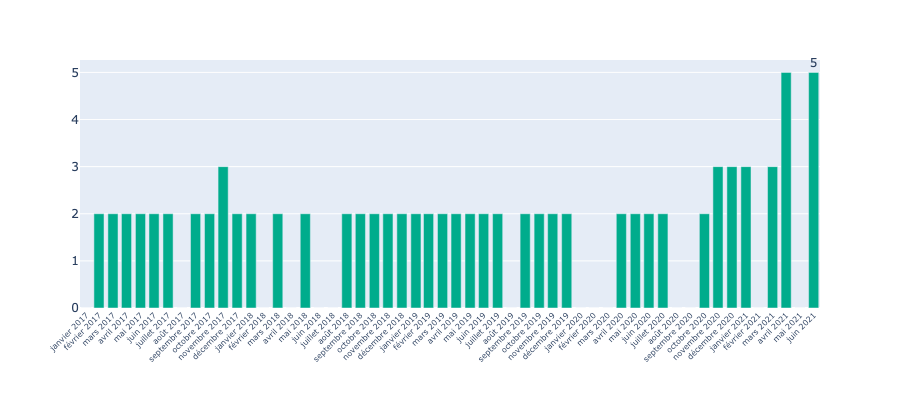 5
5
4
3
2
1
0
janvier 2017
février 2017
mars 2017
avril 2017
mai 2017
juin 2017
juillet 2017
août 2017
septembre 2017
octobre 2017
novembre 2017
décembre 2017
janvier 2018
février 2018
mars 2018
avril 2018
mai 2018
juin 2018
juillet 2018
août 2018
septembre 2018
octobre 2018
novembre 2018
décembre 2018
janvier 2019
février 2019
mars 2019
avril 2019
mai 2019
juin 2019
juillet 2019
août 2019
septembre 2019
octobre 2019
novembre 2019
décembre 2019
janvier 2020
février 2020
mars 2020
avril 2020
mai 2020
juin 2020
juillet 2020
août 2020
septembre 2020
octobre 2020
novembre 2020
décembre 2020
janvier 2021
février 2021
mars 2021
avril 2021
mai 2021
juin 2021